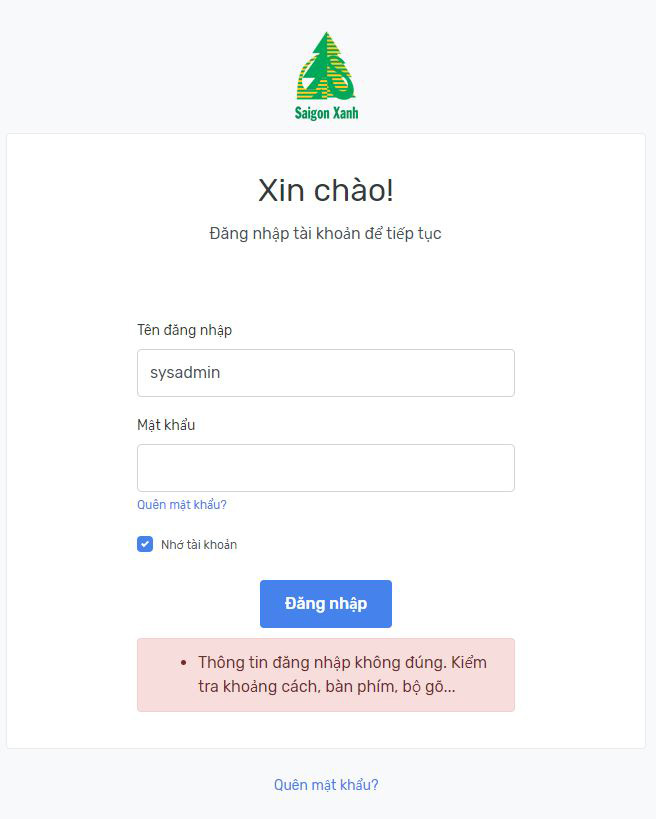 Saigon Xanh
Xin chào!
Đăng nhập tài khoản để tiếp tục
Tên đăng nhập
sysadmin
Mật khẩu
Quên mật khẩu?
Nhớ tài khoản
Đăng nhập
Thông tin đăng nhập không đúng. Kiểm
tra khoảng cách, bàn phím, bộ gõ...
Quên mật khẩu?